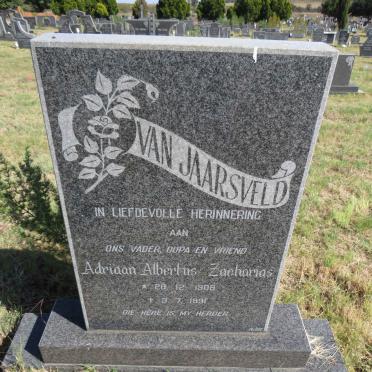 VAN JAARSVELD
IN LIEFDEVOLLE HERINNERING
AAN
ONS VADER, OUPA EN VRIEND
Adriaan Albertus Zacharias
* 28. 12. 1908
✝ 3. 7. 1991
DIE HERE IS MY HERDER